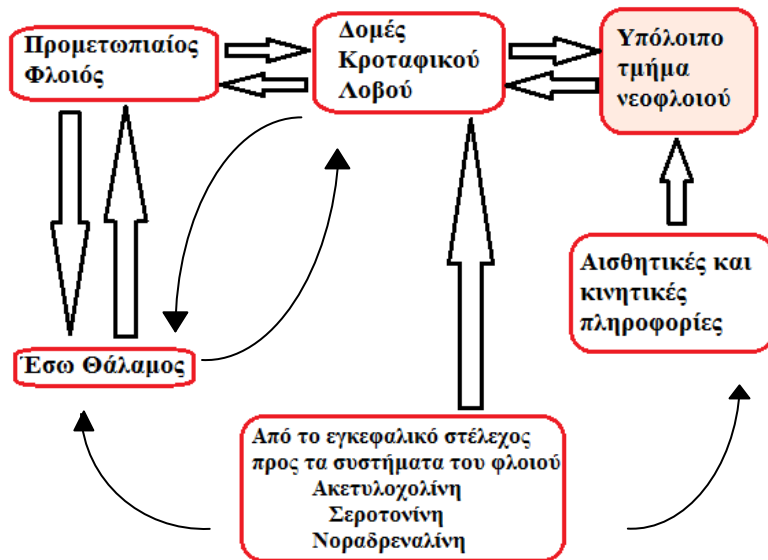 Προμετωπιαίος
Φλοιός
Δομές
Κροταφικού
Λοβού
Υπόλοιπο
τμήμα
νεοφλοιού
Αισθητικές και
κινητικές
πληροφορίες
Έσω Θάλαμος
Από το εγκεφαλικό στέλεχος
προς τα συστήματα του φλοιού
Ακετυλοχολίνη
Σεροτονίνη
Νοραδρεναλίνη